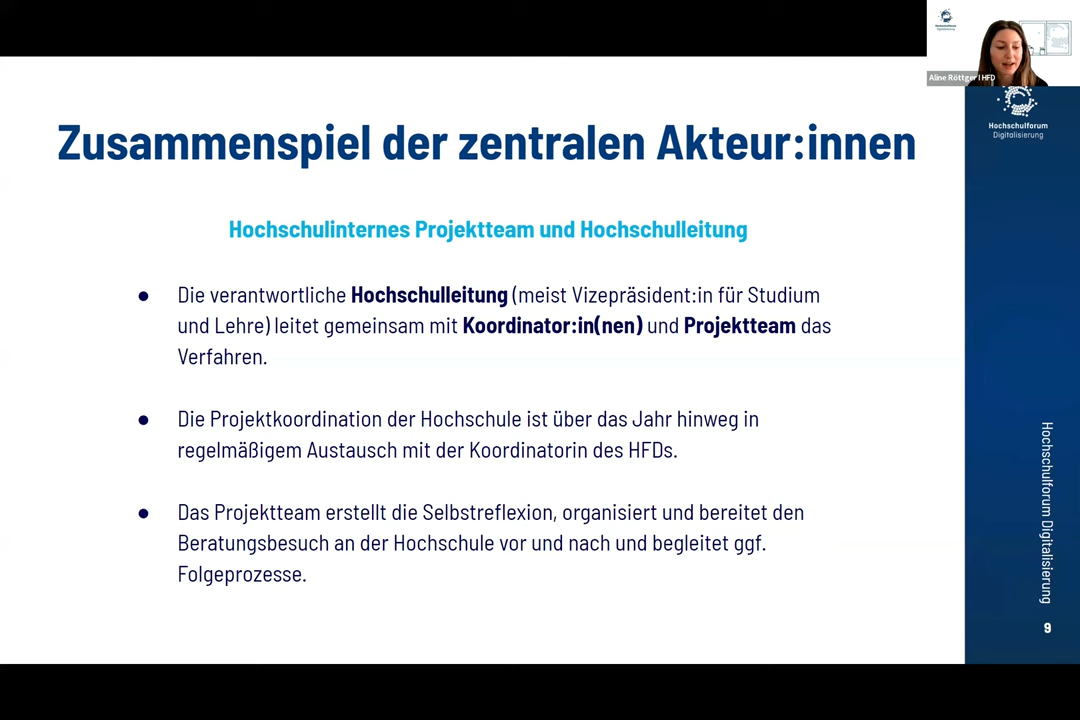 Zusammenspiel der zentralen Akteur:innen
Hochschulinternes Projektteam und Hochschulleitung
● Die verantwortliche Hochschulleitung (meist Vizepräsident:in für Studium
und Lehre) leitet gemeinsam mit Koordinator:in(nen) und Projektteam das
Verfahren.
● Die Projektkoordination der Hochschule ist über das Jahr hinweg in
regelmäßigem Austausch mit der Koordinatorin des HFDs.
● Das Projektteam erstellt die Selbstreflexion, organisiert und bereitet den
Beratungsbesuch an der Hochschule vor und nach und begleitet ggf.
Folgeprozesse.
Hochschulforum
Digitalisierung
Aline Röttger I HFD
Hochschulforum
Digitalisierung
Hochschulforum Digitalisierung
9